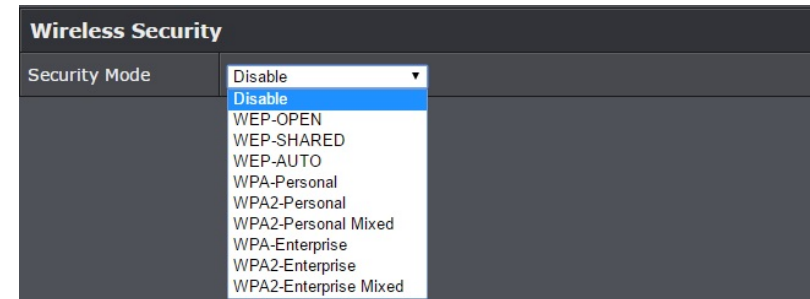 Wireless Security
Security Mode Disable
Disable
WEP-OPEN
WEP-SHARED
WEP-AUTO
WPA-Personal
WPA2-Personal
WPA2-Personal Mixed
WPA-Enterprise
WPA2-Enterprise
WPA2-Enterprise Mixed